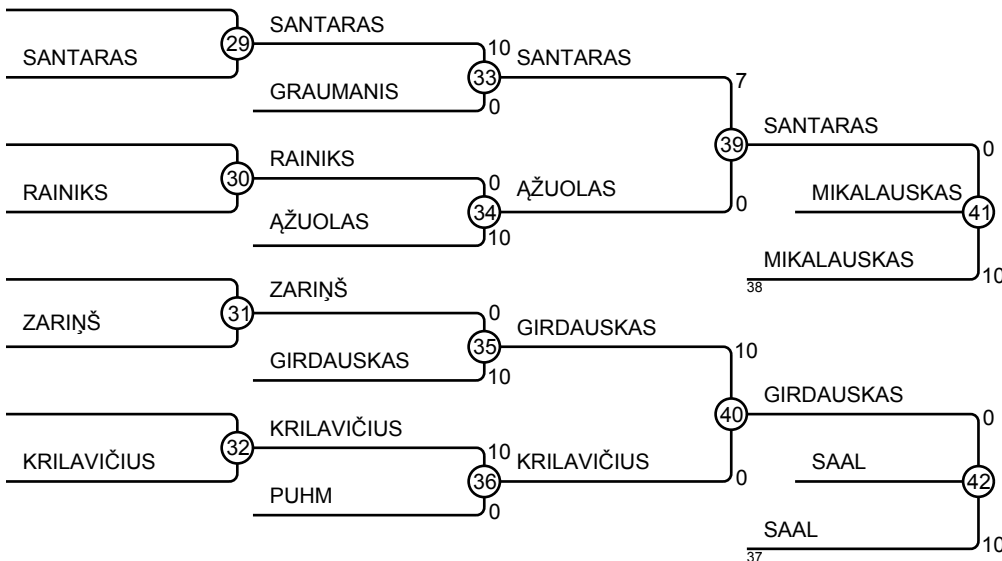 SANTARAS
29
SANTARAS
10
33
GRAUMANIS
0
SANTARAS
7
RAINIKS
30
RAINIKS
0
34
ĄŽUOLAS
10
ĄŽUOLAS
0
39
SANTARAS
0
MIKALAUSKAS
41
MIKALAUSKAS
38
10
ZARIŅŠ
31
ZARIŅŠ
0
35
GIRDAUSKAS
10
GIRDAUSKAS
10
KRILAVIČIUS
32
KRILAVIČIUS
10
36
PUHM
0
KRILAVIČIUS
0
40
GIRDAUSKAS
0
SAAL
42
SAAL
37
10